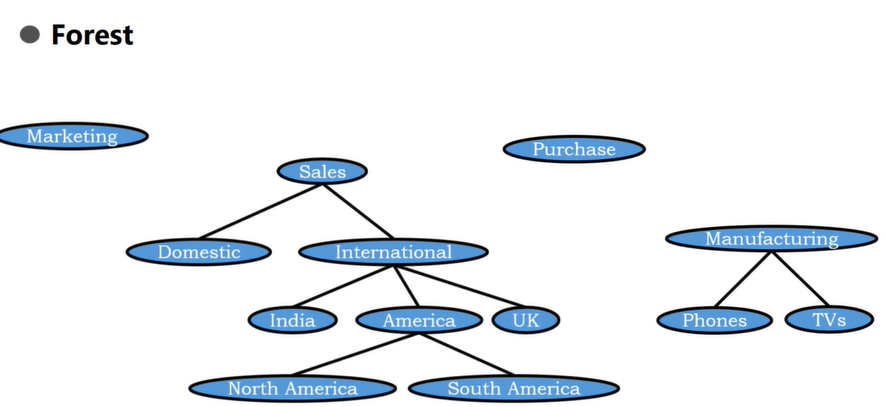 Forest
Marketing
Purchase
Sales
Domestic
International
Manufacturing
India
America
UK
Phones
TVs
North America
South America